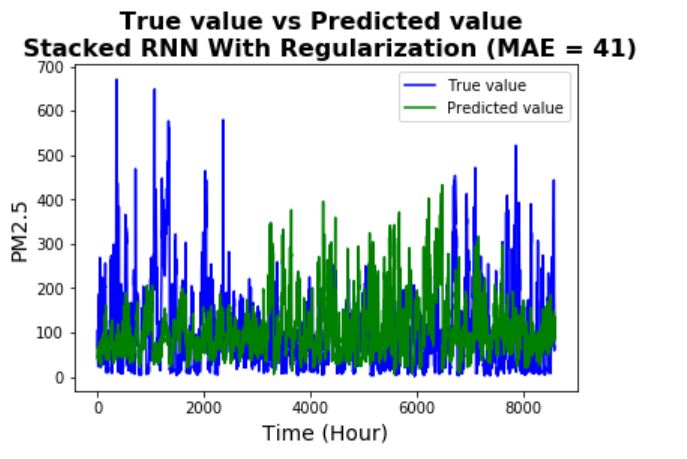 True value vs Predicted value
Stacked RNN With Regularization (MAE = 41)
True value
Predicted value
PM2.5
700
600
500
400
300
200
100
0
0 2000 4000 6000 8000
Time (Hour)